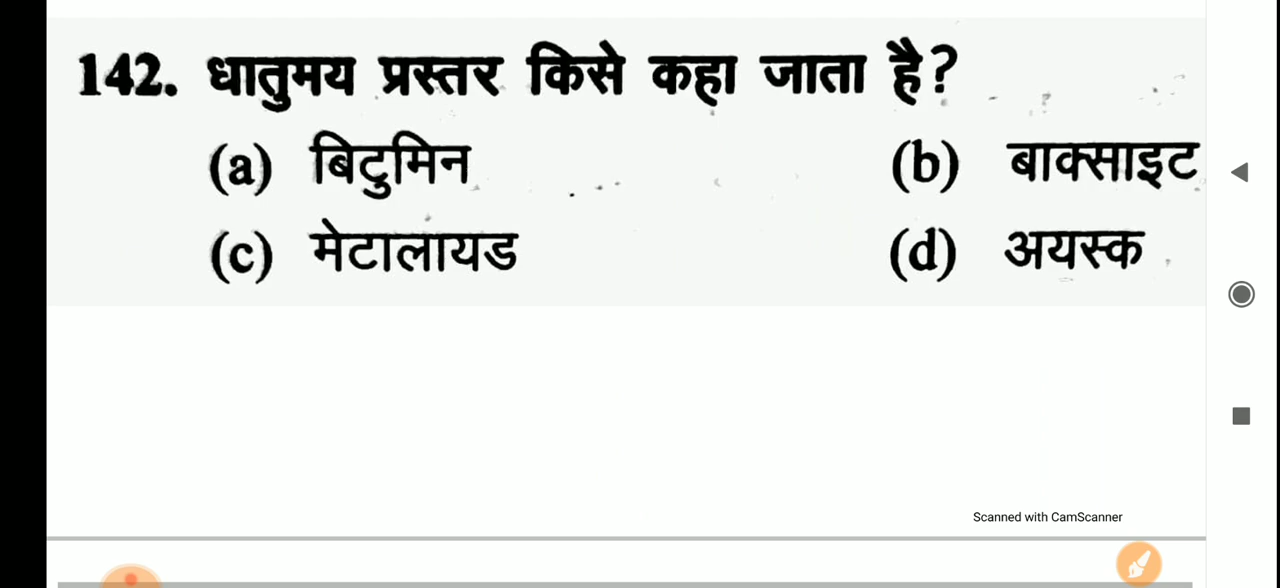 142. धातुमय प्रस्तर किसे कहा जाता है?
(a) बिटुमिन (b) बाक्साइट
(c) मेटालायड (d) अयस्क
Scanned with CamScanner